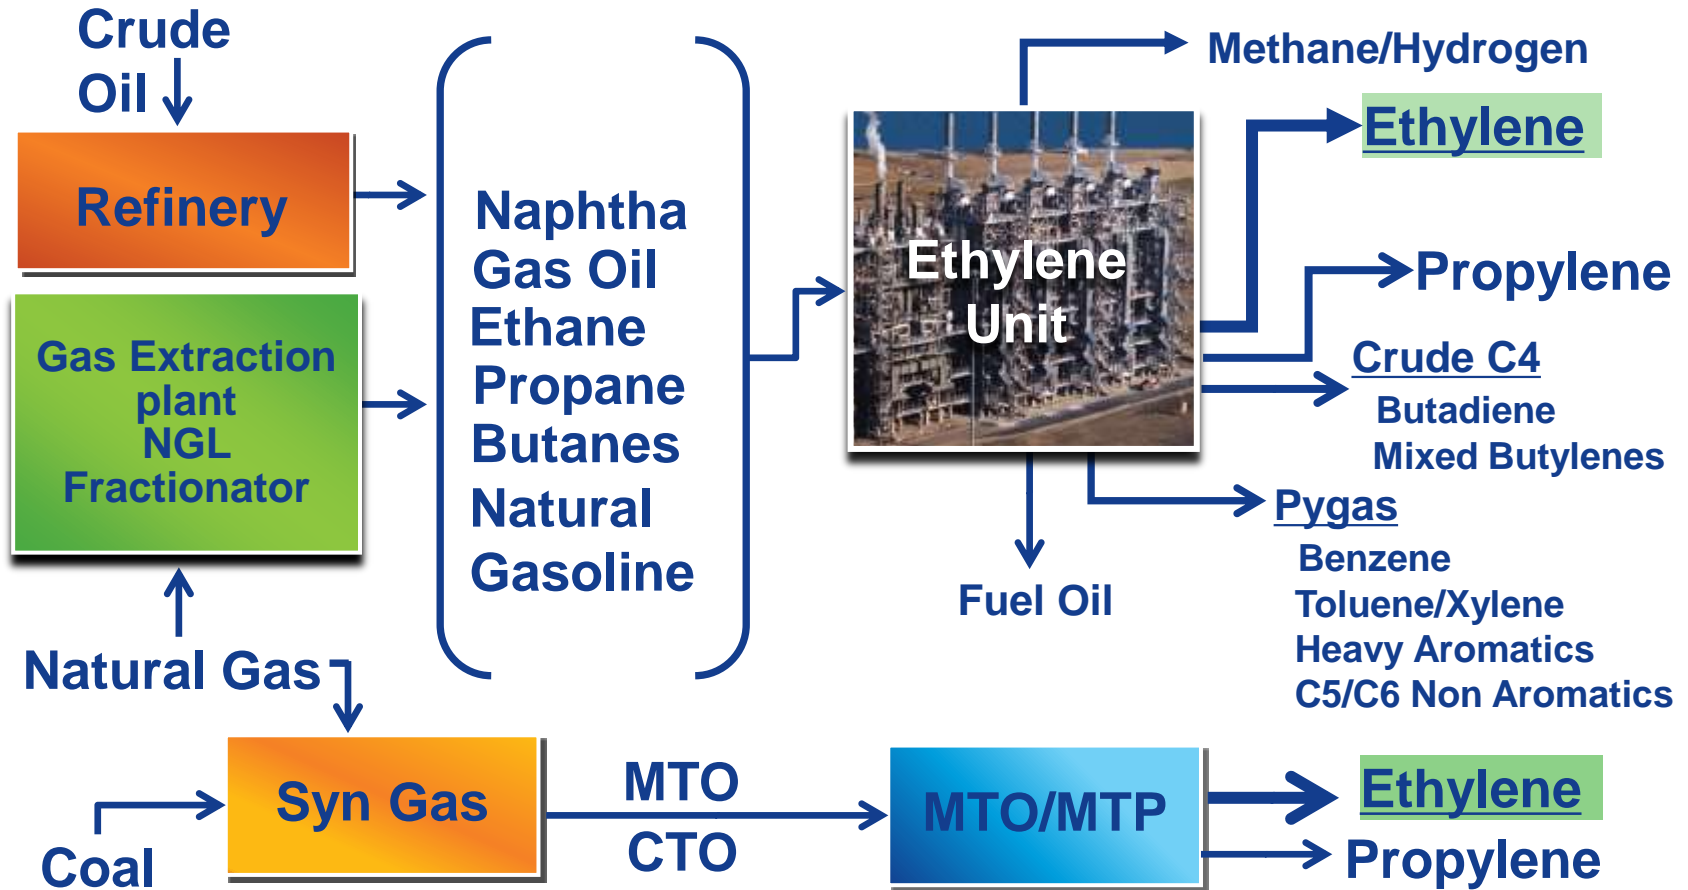 Crude
Oil
Refinery
Gas Extraction
plant
NGL
Fractionator
Natural Gas
Naphtha
Gas Oil
Ethane
Propane
Butanes
Natural
Gasoline
Ethylene
Unit
Methane/Hydrogen
Ethylene
Propylene
Crude C4
Butadiene
Mixed Butylenes
Pygas
Benzene
Toluene/Xylene
Heavy Aromatics
C5/C6 Non Aromatics
Fuel Oil
Coal
Syn Gas
MTO
CTO
MTO/MTP
Ethylene
Propylene